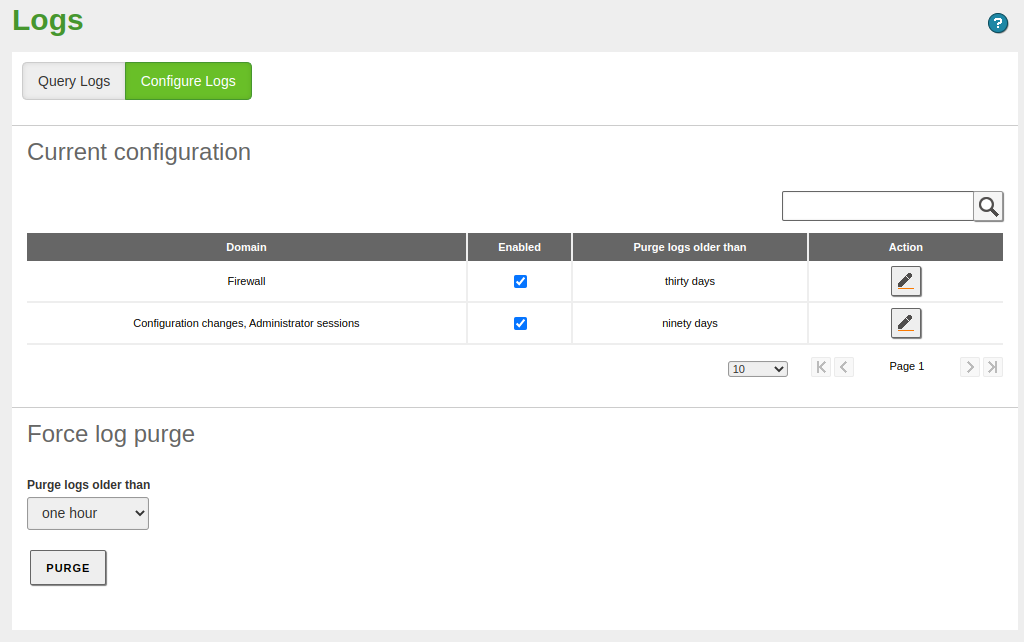 Logs
?
Query Logs Configure Logs
Current configuration
Domain Enabled Purge logs older than Action
Firewall thirty days
Configuration changes, Administrator sessions ninety days
10 Page 1
Force log purge
Purge logs older than
one hour
PURGE